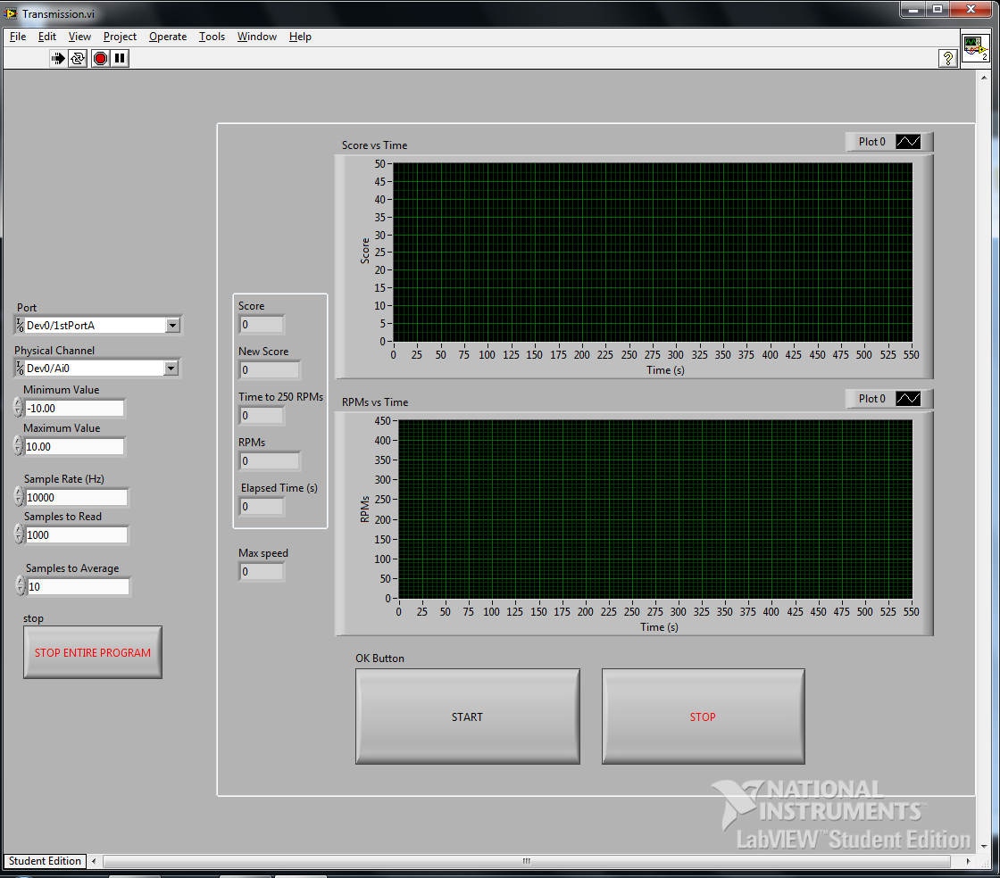 Transmission.vi
File Edit View Project Operate Tools Window Help
?
2
Port
Dev0/1stPortA
Physical Channel
Dev0/Ai0
Minimum Value
-10.00
Maximum Value
10.00
Sample Rate (Hz)
10000
Samples to Read
1000
Samples to Average
10
stop
STOP ENTIRE PROGRAM
Score
0
New Score
0
Time to 250 RPMs
0
RPMs
0
Elapsed Time (s)
0
Max speed
0
Score vs Time
Plot 0
50
45
40
35
30
25
20
15
10
5
0
Score
0 25 50 75 100 125 150 175 200 225 250 275 300 325 350 375 400 425 450 475 500 525 550
Time (s)
RPMs vs Time
Plot 0
450
400
350
300
250
200
150
100
50
0
RPMs
0 25 50 75 100 125 150 175 200 225 250 275 300 325 350 375 400 425 450 475 500 525 550
Time (s)
OK Button
START
STOP
NATIONAL
INSTRUMENTS™
LabVIEW™ Student Edition
Student Edition